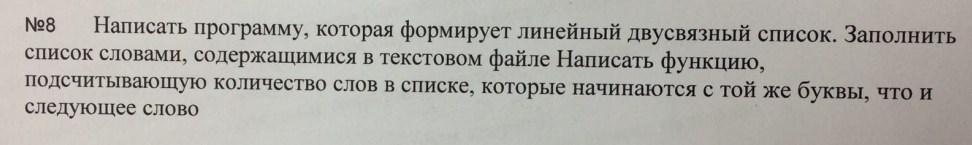 №8 Написать программу, которая формирует линейный двусвязный список. Заполнить
список словами, содержащимися в текстовом файле Написать функцию,
подсчитывающую количество слов в списке, которые начинаются с той же буквы, что и
следующее слово